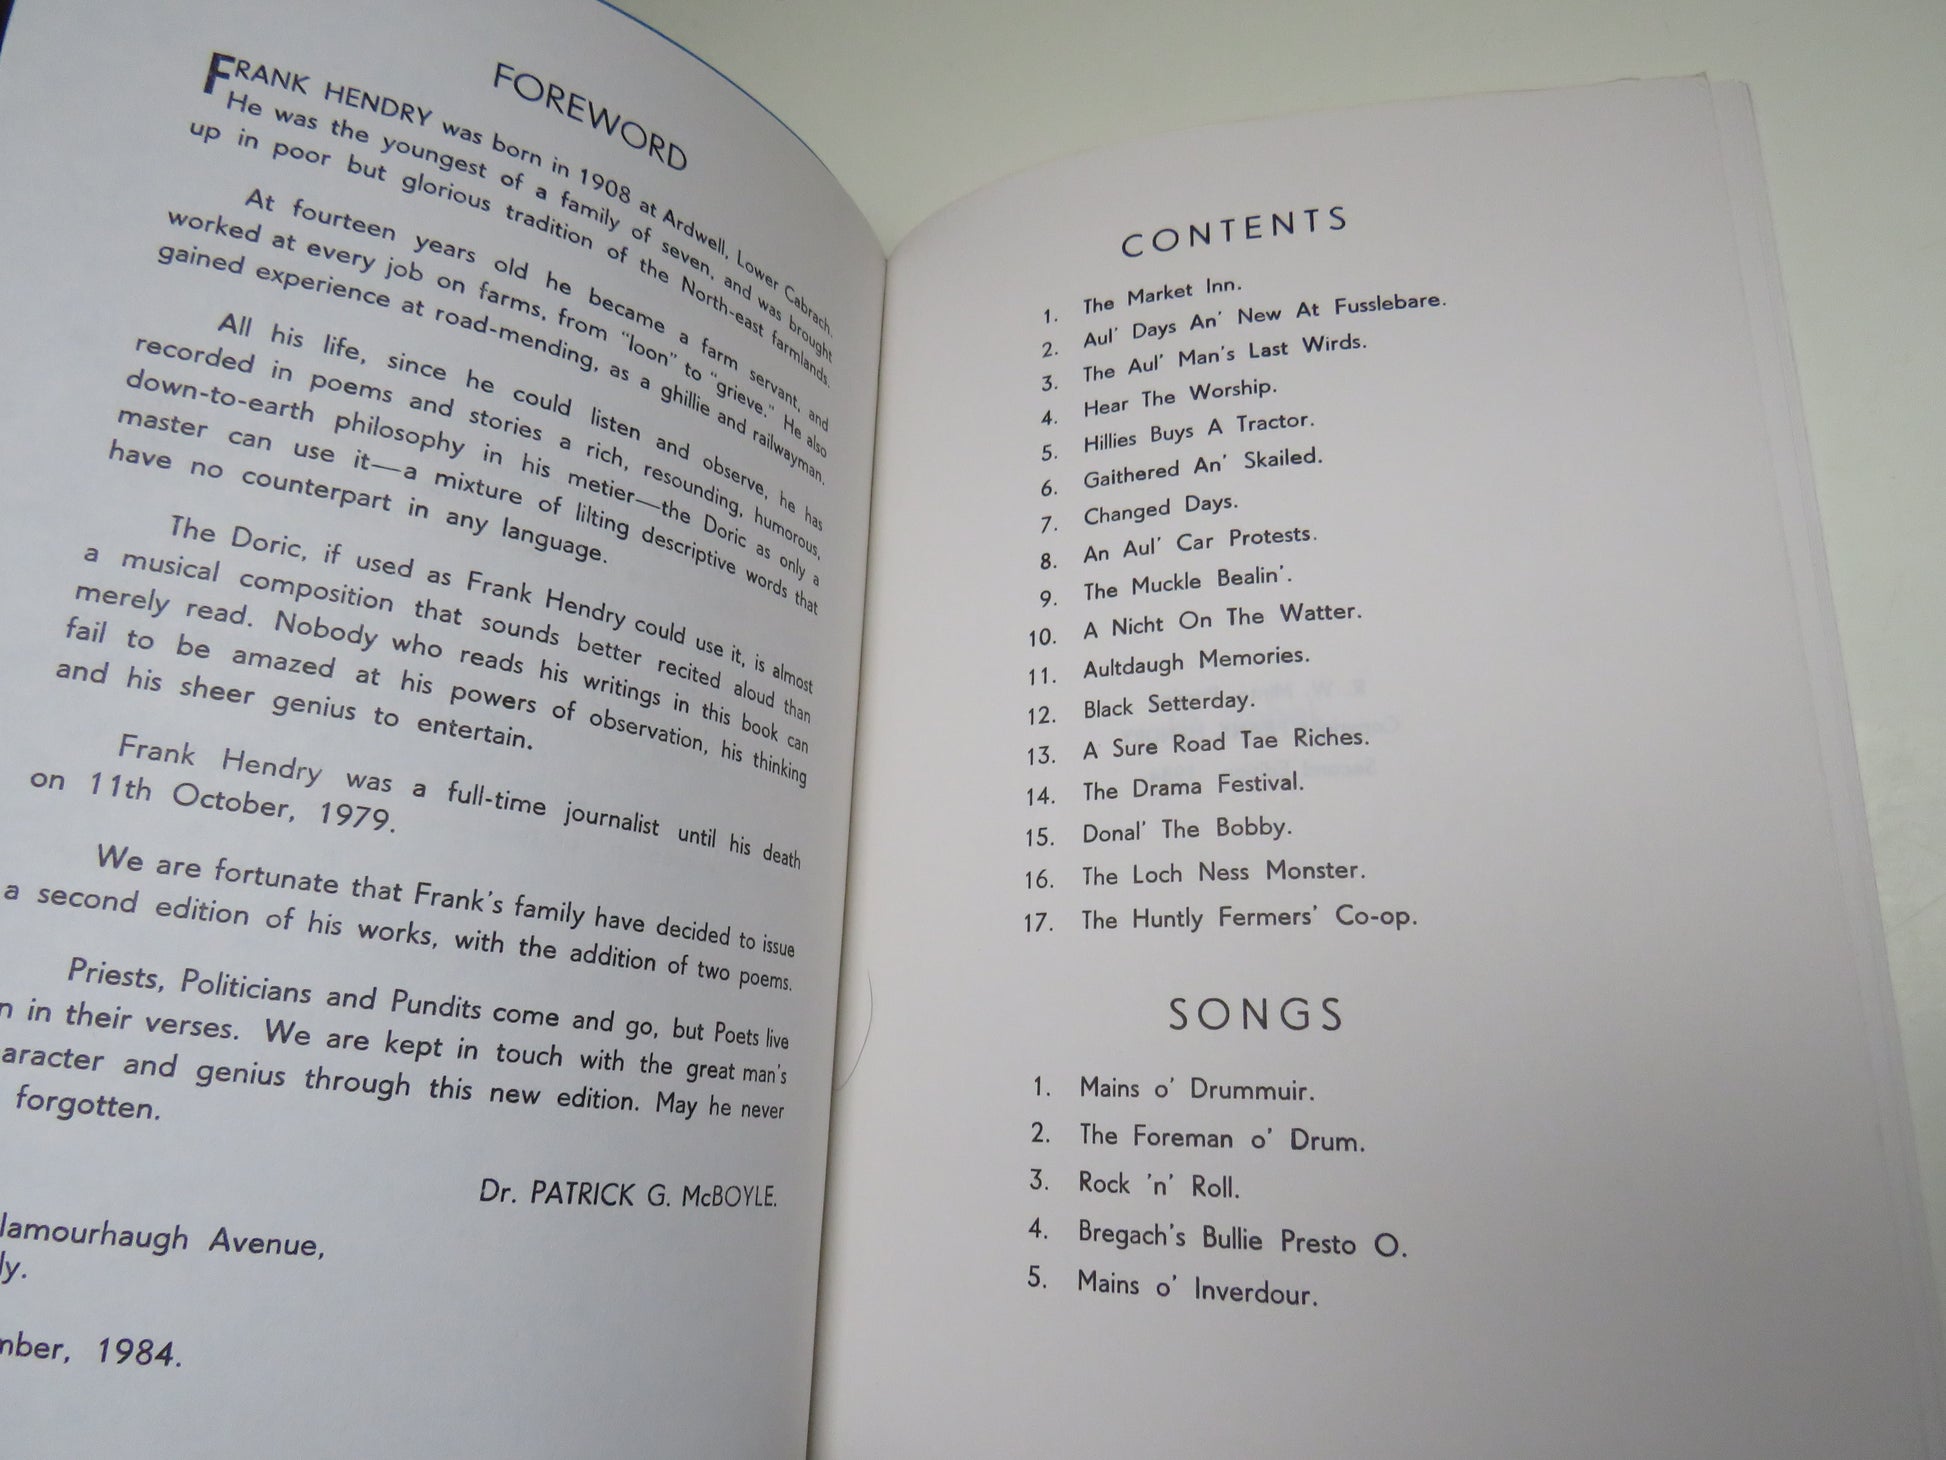 FOREWORD
FRANK HENDRY was born in 1908 at Ardwell, Lower Cabrach.
He was the youngest of a family of seven, and was brought
up in poor but glorious tradition of the North-east farmlands.
At fourteen years old he became a farm servant, and
worked at every job on farms, from "loon" to "grieve." He also
gained experience at road-mending, as a ghillie and railwayman.
All his life, since he could listen and observe, he has
recorded in poems and stories a rich, resounding, humorous,
down-to-earth philosophy in his metier—the Doric as only a
master can use it—a mixture of lilting descriptive words that
have no counterpart in any language.
The Doric, if used as Frank Hendry could use it, is almost
a musical composition that sounds better recited aloud than
merely read. Nobody who reads his writings in this book can
fail to be amazed at his powers of observation, his thinking
and his sheer genius to entertain.
Frank Hendry was a full-time journalist until his death
on 11th October, 1979.
We are fortunate that Frank's family have decided to issue
a second edition of his works, with the addition of two poems.
Priests, Politicians and Pundits come and go, but Poets live
n in their verses. We are kept in touch with the great man's
aracter and genius through this new edition. May he never
forgotten.
Dr. PATRICK G. McBOYLE.
lamourhaugh Avenue,
ly.
mber, 1984.
CONTENTS
1. The Market Inn.
2. Aul' Days An' New At Fusslebare.
3. The Aul' Man's Last Wirds.
4. Hear The Worship.
5. Hillies Buys A Tractor.
6. Gaithered An' Skailed.
7. Changed Days.
8. An Aul' Car Protests.
9. The Muckle Bealin'.
10. A Nicht On The Watter.
11. Aultdaugh Memories.
12. Black Setterday.
13. A Sure Road Tae Riches.
14. The Drama Festival.
15. Donal' The Bobby.
16. The Loch Ness Monster.
17. The Huntly Fermers' Co-op.
SONGS
1. Mains o' Drummuir.
2. The Foreman o' Drum.
3. Rock 'n' Roll.
4. Bregach's Bullie Presto O.
5. Mains o' Inverdour.